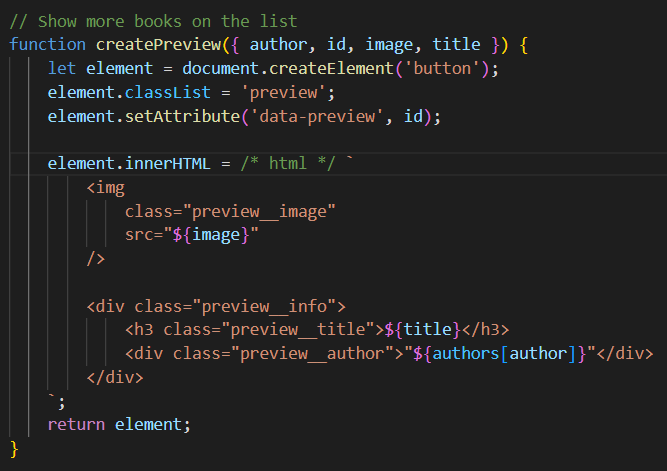 // Show more books on the list
function createPreview({ author, id, image, title }) {
let element = document.createElement('button');
element.classList = 'preview';
element.setAttribute('data-preview', id);
element.innerHTML = /* html */ `
<img
class="preview__image"
src="${image}"
/>
<div class="preview__info">
<h3 class="preview__title">${title}</h3>
<div class="preview__author">"${authors[author]}"</div>
</div>
`;
return element;
}